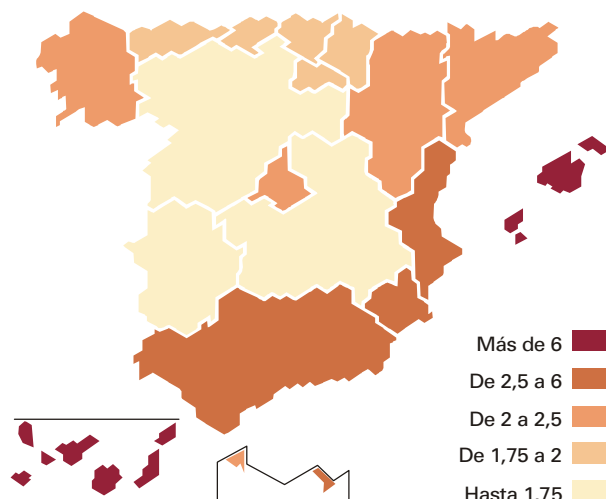 Más de 6
De 2,5 a 6
De 2 a 2,5
De 1,75 a 2
Hasta 1,75